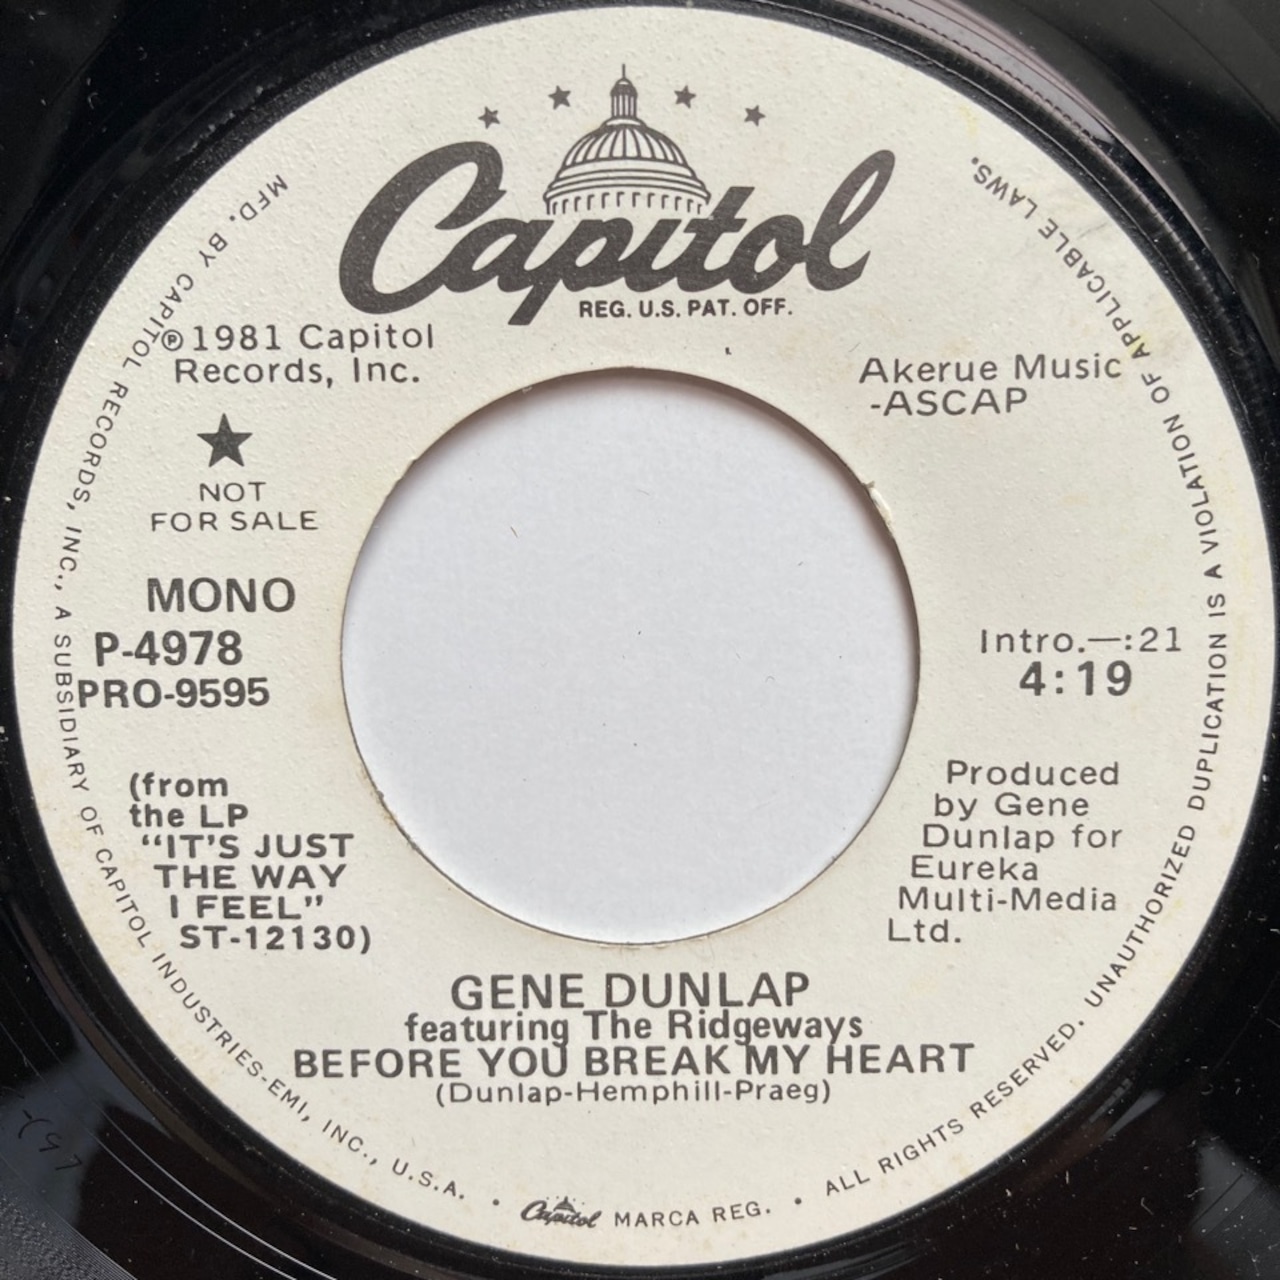 Capitol
REG. U.S. PAT. OFF.
℗1981 Capitol
Records, Inc.
Akerue Music
-ASCAP
★
NOT
FOR SALE
MONO
P-4978
PRO-9595
Intro.—:21
4:19
(from
the LP
“IT'S JUST
THE WAY
I FEEL”
ST-12130)
Produced
by Gene
Dunlap for
Eureka
Multi-Media
Ltd.
GENE DUNLAP
featuring The Ridgeways
BEFORE YOU BREAK MY HEART
(Dunlap-Hemphill-Praeg)
MFD. BY CAPITOL RECORDS, INC., A SUBSIDIARY OF CAPITOL INDUSTRIES-EMI, INC., U.S.A. • Capitol MARCA REG. • ALL RIGHTS RESERVED. UNAUTHORIZED DUPLICATION IS A VIOLATION OF APPLICABLE LAWS.